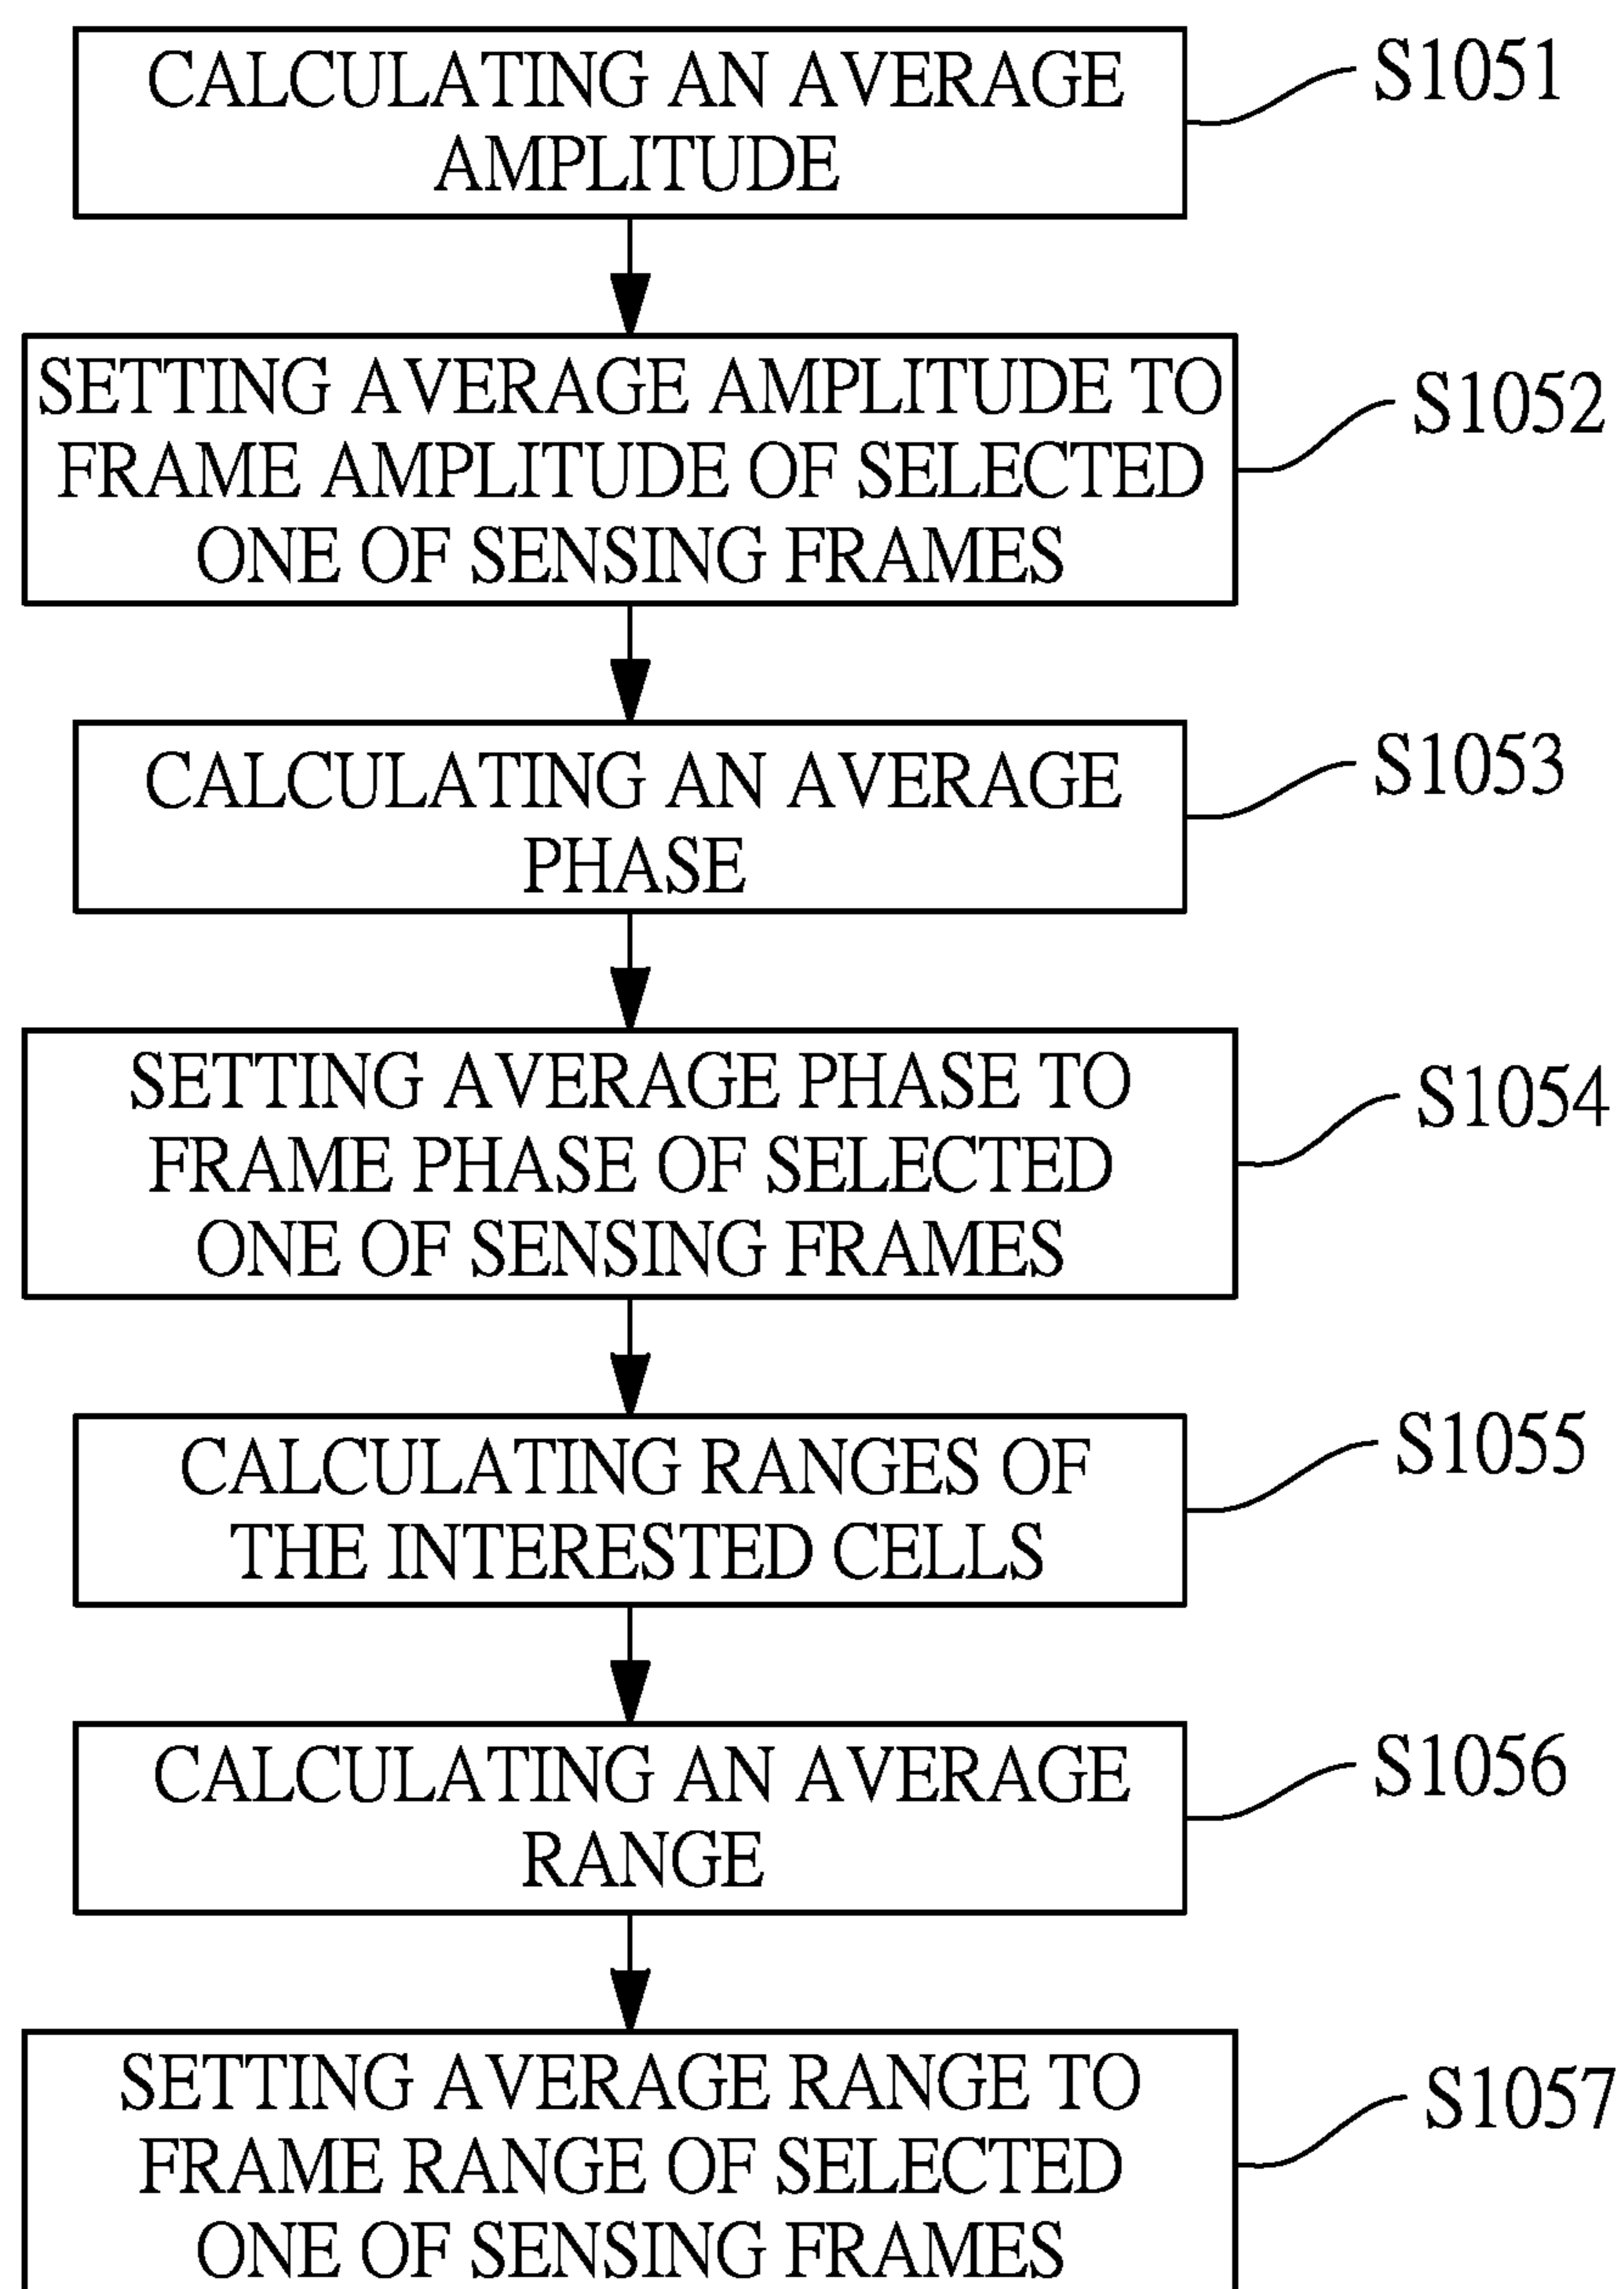 CALCULATING AN AVERAGE
AMPLITUDE
S1051
SETTING AVERAGE AMPLITUDE TO
FRAME AMPLITUDE OF SELECTED
ONE OF SENSING FRAMES
S1052
CALCULATING AN AVERAGE
PHASE
S1053
SETTING AVERAGE PHASE TO
FRAME PHASE OF SELECTED
ONE OF SENSING FRAMES
S1054
CALCULATING RANGES OF
THE INTERESTED CELLS
S1055
CALCULATING AN AVERAGE
RANGE
S1056
SETTING AVERAGE RANGE TO
FRAME RANGE OF SELECTED
ONE OF SENSING FRAMES
S1057